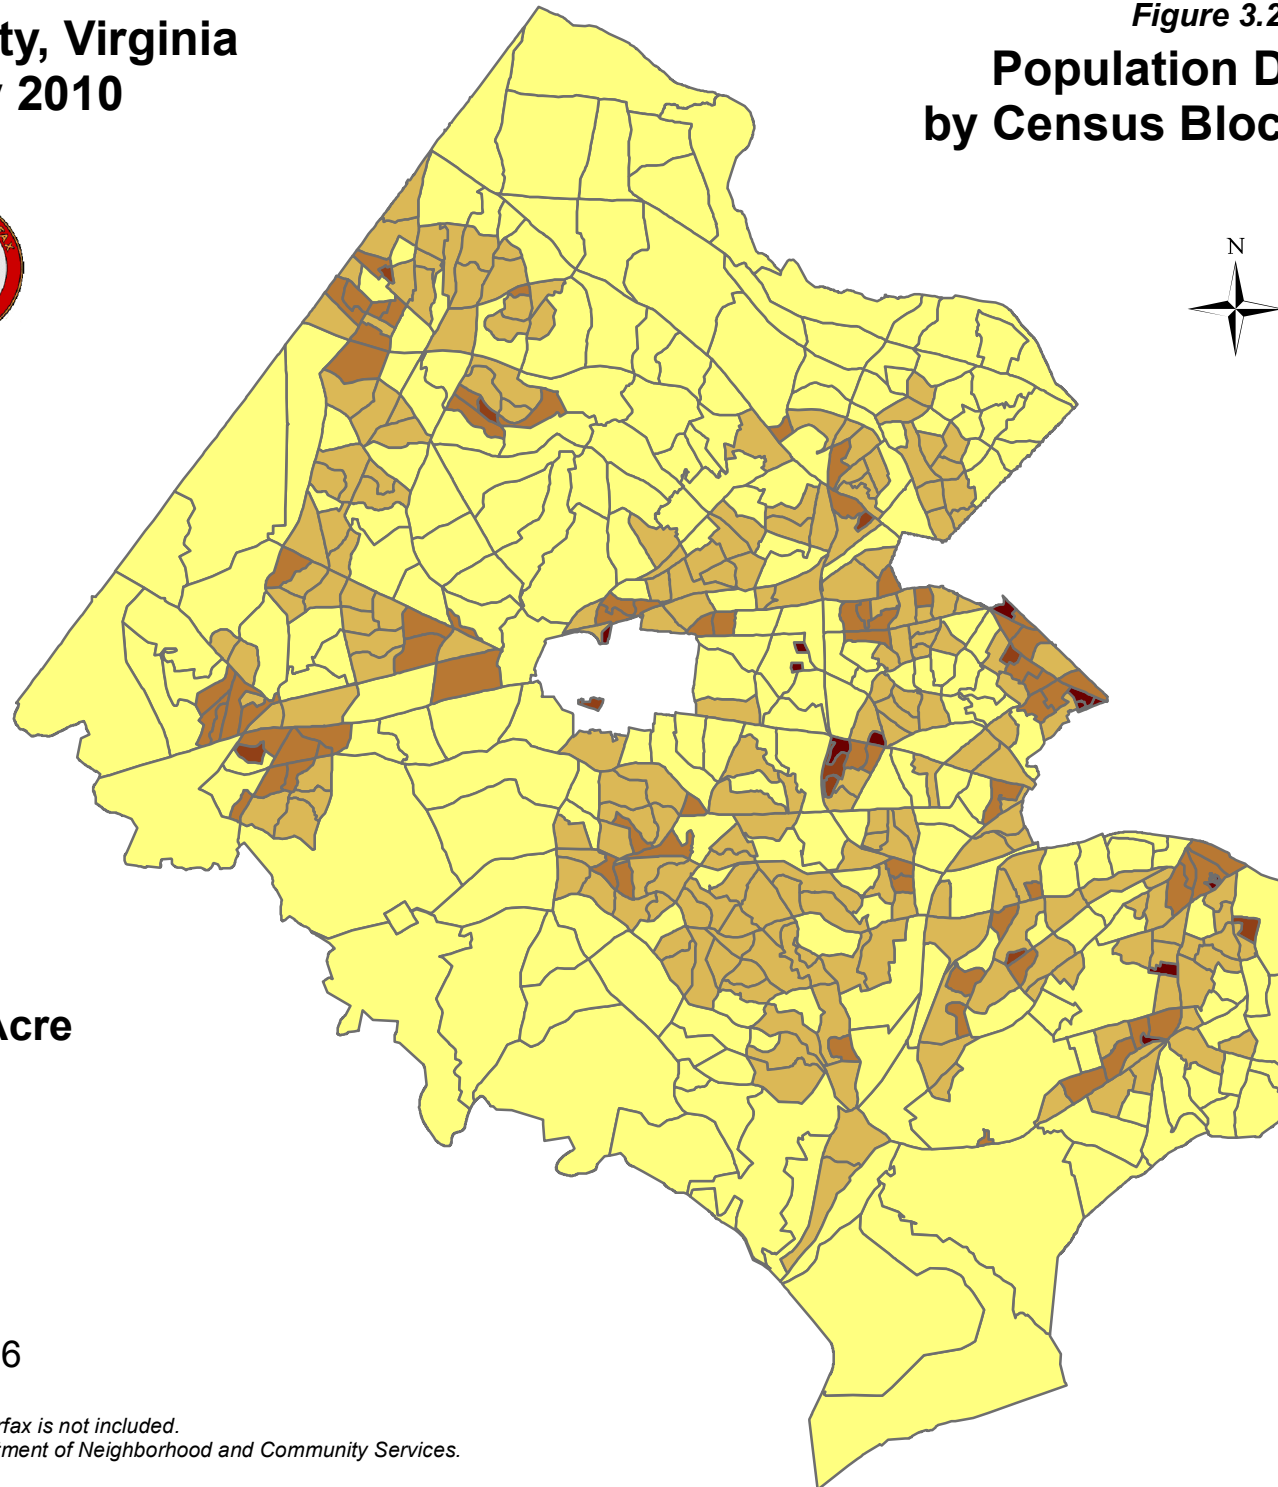 ty, Virginia
y 2010
Figure 3.2
Population D
by Census Bloc
N
Acre
6
rfax is not included.
rtment of Neighborhood and Community Services.